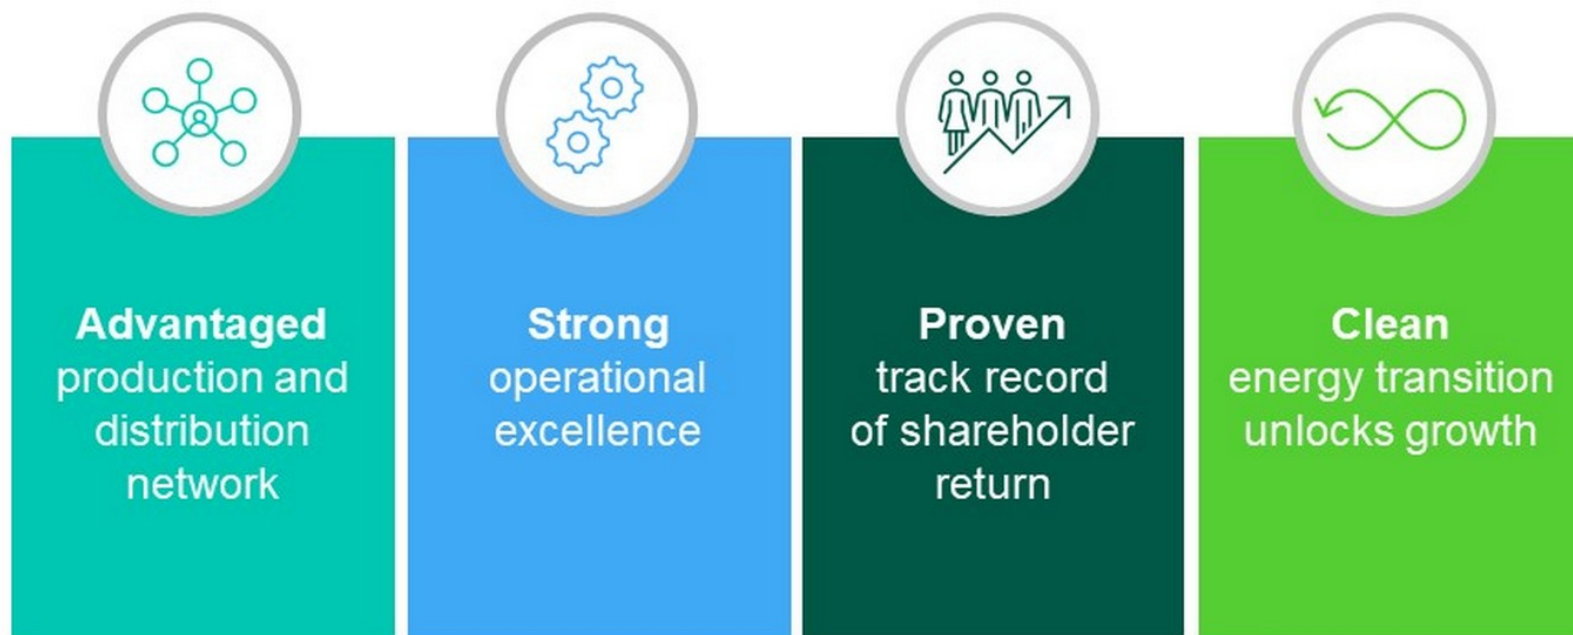 Advantaged
production and
distribution
network
Strong
operational
excellence
Proven
track record
of shareholder
return
Clean
energy transition
unlocks growth